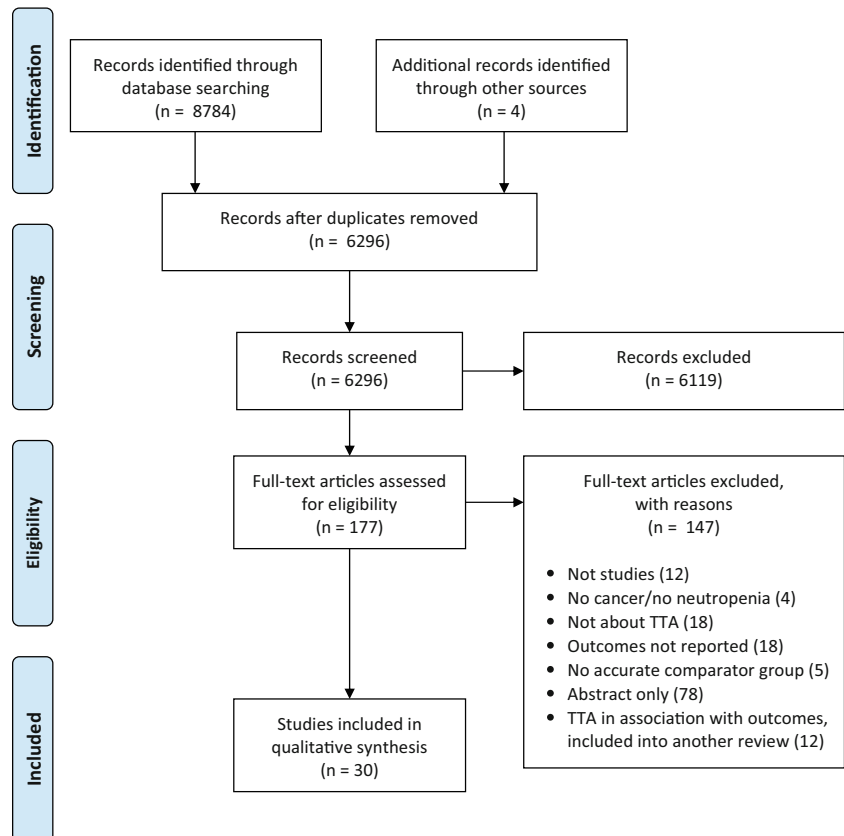 Identification
Records identified through
database searching
(n = 8784)
Additional records identified
through other sources
(n = 4)
Records after duplicates removed
(n = 6296)
Screening
Records screened
(n = 6296)
Records excluded
(n = 6119)
Eligibility
Full-text articles assessed
for eligibility
(n = 177)
Full-text articles excluded,
with reasons
(n = 147)
• Not studies (12)
• No cancer/no neutropenia (4)
• Not about TTA (18)
• Outcomes not reported (18)
• No accurate comparator group (5)
• Abstract only (78)
• TTA in association with outcomes,
included into another review (12)
Included
Studies included in
qualitative synthesis
(n = 30)